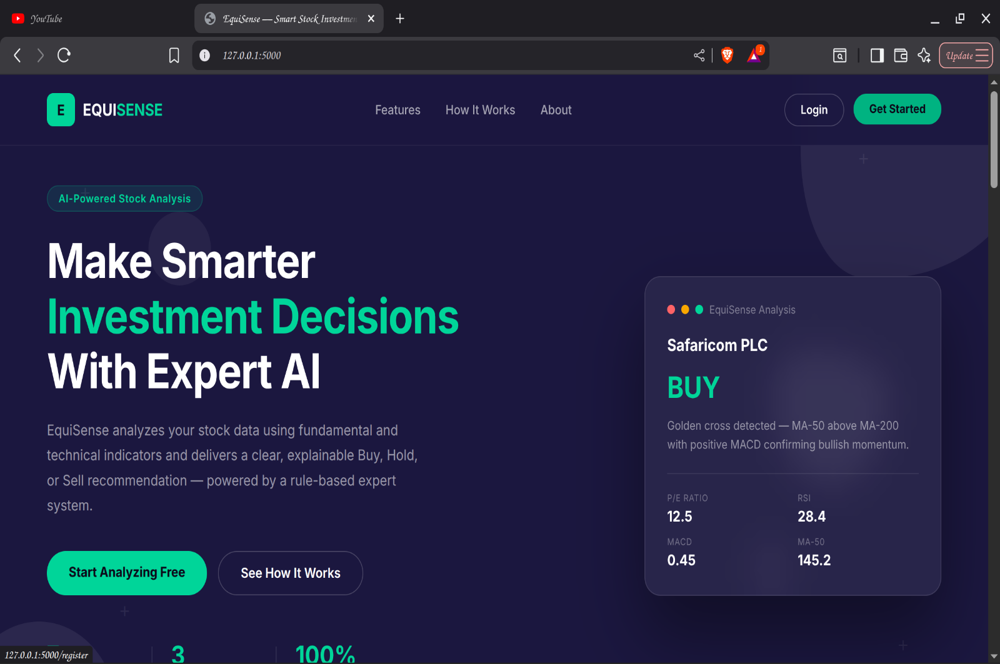 YouTube
EquiSense — Smart Stock Investmen
127.0.0.1:5000
1
Update
E
EQUISENSE
Features
How It Works
About
Login
Get Started
AI-Powered Stock Analysis
Make Smarter
Investment Decisions
With Expert AI
EquiSense analyzes your stock data using fundamental and
technical indicators and delivers a clear, explainable Buy, Hold,
or Sell recommendation — powered by a rule-based expert
system.
Start Analyzing Free
See How It Works
EquiSense Analysis
Safaricom PLC
BUY
Golden cross detected — MA-50 above MA-200
with positive MACD confirming bullish momentum.
P/E RATIO
RSI
12.5
28.4
MACD
MA-50
0.45
145.2
3
100%
127.0.0.1:5000/register